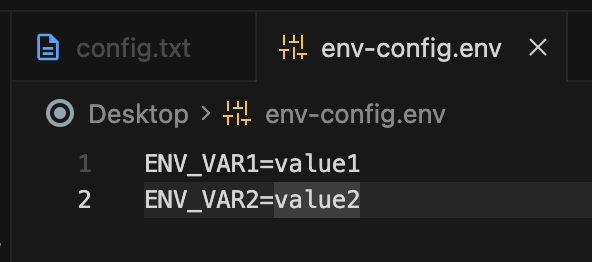 config.txt env-config.env
Desktop > env-config.env
1 ENV_VAR1=value1
2 ENV_VAR2=value2